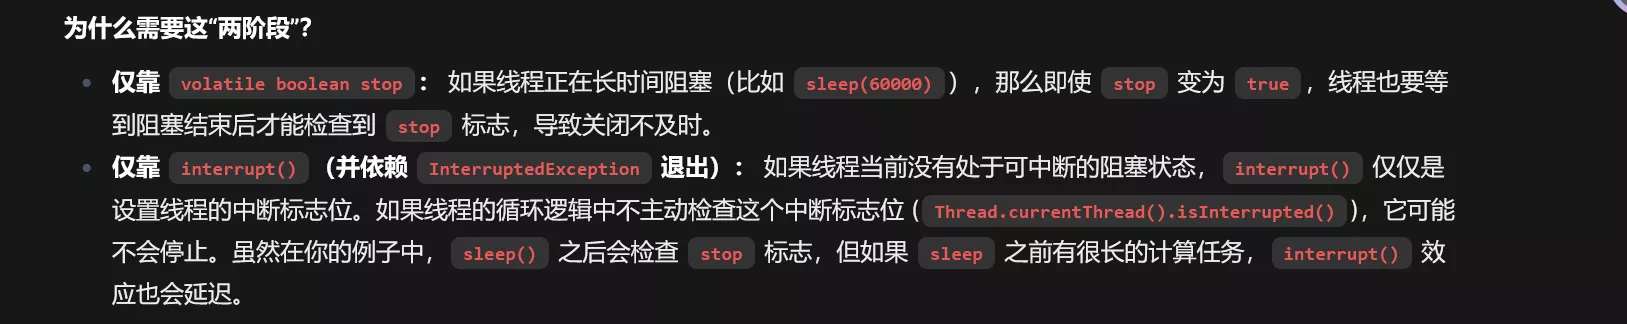 为什么需要这“两阶段”？
仅靠 volatile boolean stop ： 如果线程正在长时间阻塞（比如 sleep(60000) ），那么即使 stop 变为 true ，线程也要等
到阻塞结束后才能检查到 stop 标志，导致关闭不及时。
仅靠 interrupt() （并依赖 InterruptedException 退出）： 如果线程当前没有处于可中断的阻塞状态， interrupt() 仅仅是
设置线程的中断标志位。如果线程的循环逻辑中不主动检查这个中断标志位 ( Thread.currentThread().isInterrupted() )，它可能
不会停止。虽然在你的例子中， sleep() 之后会检查 stop 标志，但如果 sleep 之前有很长的计算任务， interrupt() 效
应也会延迟。